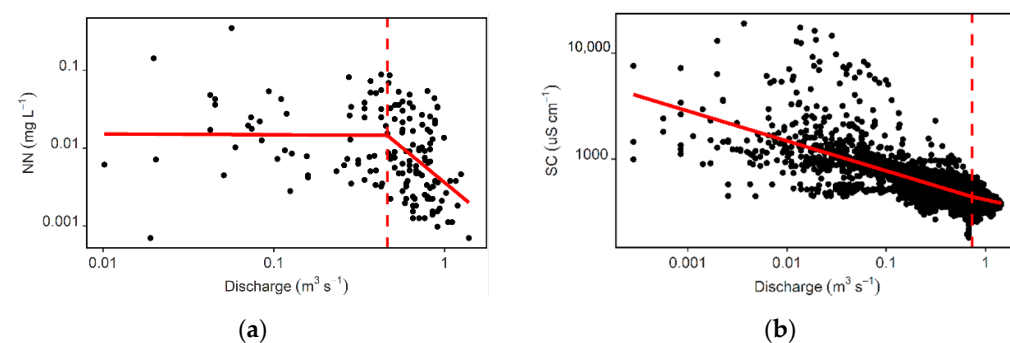 NN (mg L⁻¹)
0.1
0.01
0.001
0.01 0.1 1
Discharge (m³ s⁻¹)
(a)
SC (uS cm⁻¹)
10,000
1000
0.001 0.01 0.1 1
Discharge (m³ s⁻¹)
(b)